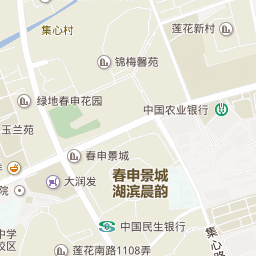 集心村
莲花新村
锦梅馨苑
绿地春申花园
中国农业银行
玉兰苑
春申景城
春申景城
湖滨晨韵
大润发
院
中国民生银行
中学
校区
集心路
莲花南路1108弄